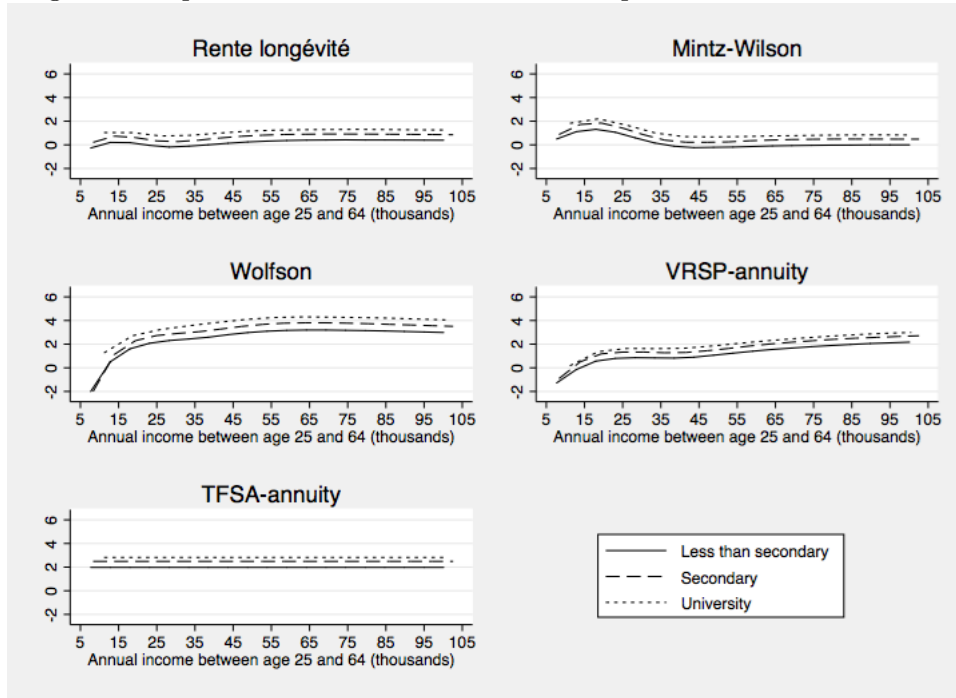 Rente longévité
6
4
2
0
-2
5 15 25 35 45 55 65 75 85 95 105
Annual income between age 25 and 64 (thousands)
Mintz-Wilson
6
4
2
0
-2
5 15 25 35 45 55 65 75 85 95 105
Annual income between age 25 and 64 (thousands)
Wolfson
6
4
2
0
-2
5 15 25 35 45 55 65 75 85 95 105
Annual income between age 25 and 64 (thousands)
VRSP-annuity
6
4
2
0
-2
5 15 25 35 45 55 65 75 85 95 105
Annual income between age 25 and 64 (thousands)
TFSA-annuity
6
4
2
0
-2
5 15 25 35 45 55 65 75 85 95 105
Annual income between age 25 and 64 (thousands)
Less than secondary
Secondary
University